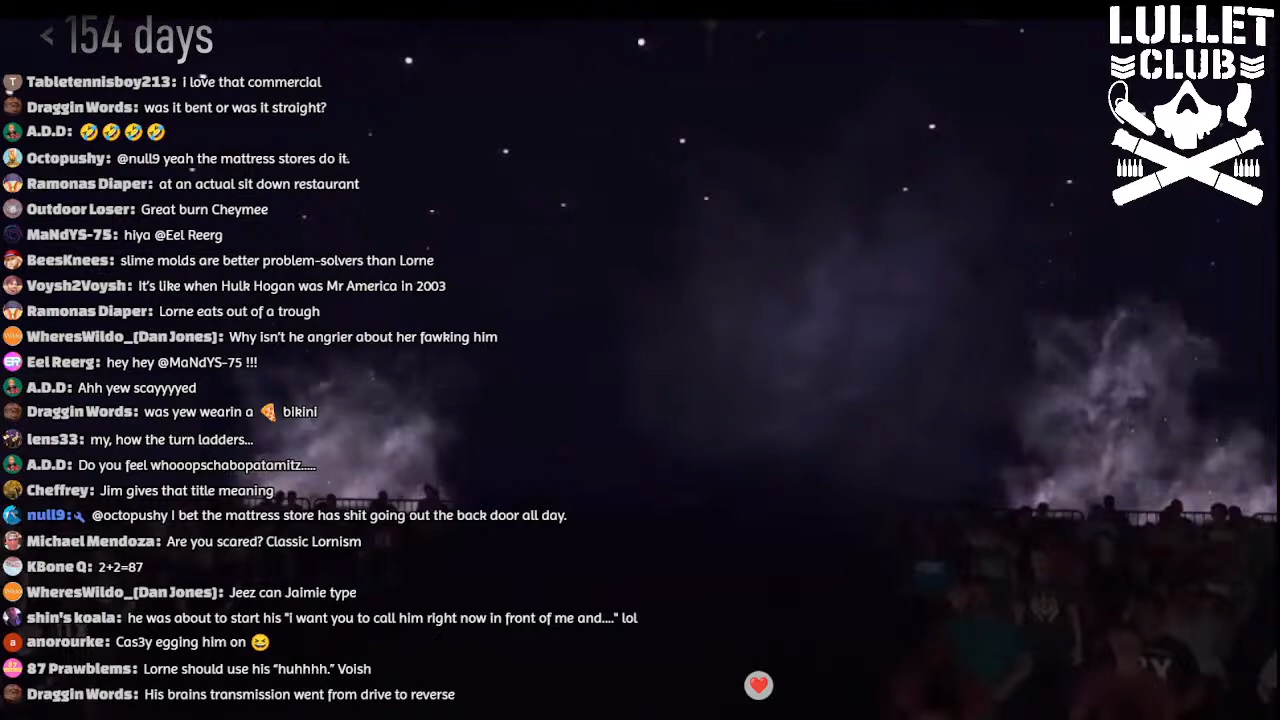 < 154 days
LULLET
CLUB
Tabletennisboy213: i love that commercial
Draggin Words: was it bent or was it straight?
A.D.D: 🤣🤣🤣🤣
Octopushy: @null9 yeah the mattress stores do it.
Ramonas Diaper: at an actual sit down restaurant
Outdoor Loser: Great burn Cheymee
MaNdYS-75: hiya @Eel Reerg
BeesKnees: slime molds are better problem-solvers than Lorne
Voysh2Voysh: It's like when Hulk Hogan was Mr America in 2003
Ramonas Diaper: Lorne eats out of a trough
WheresWildo_(Dan Jones): Why isn't he angrier about her fawking him
Eel Reerg: hey hey @MaNdYS-75 !!!
A.D.D: Ahh yew scayyyyed
Draggin Words: was yew wearin a 🍕 bikini
lens33: my, how the turn ladders...
A.D.D: Do you feel whooopschabopatamitz.....
Cheffrey: Jim gives that title meaning
null9: @octopushy I bet the mattress store has shit going out the back door all day.
Michael Mendoza: Are you scared? Classic Lornism
KBone Q: 2+2=87
WheresWildo_(Dan Jones): Jeez can Jaimie type
shin's koala: he was about to start his "i want you to call him right now in front of me and...." lol
anorourke: Cas3y egging him on 😆
87 Prawblems: Lorne should use his "huhhhh." Voish
Draggin Words: His brains transmission went from drive to reverse